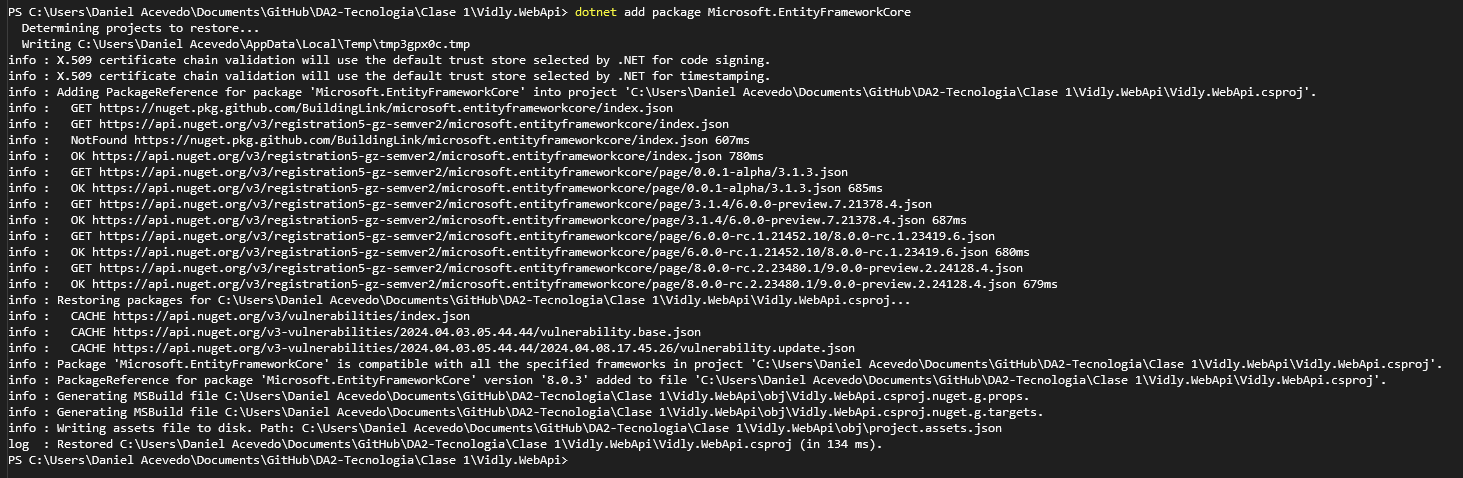 PS C:\Users\Daniel Acevedo\Documents\GitHub\DA2-Tecnologia\Clase 1\Vidly.WebApi> dotnet add package Microsoft.EntityFrameworkCore
  Determining projects to restore...
  Writing C:\Users\Daniel Acevedo\AppData\Local\Temp\tmp3gpx0c.tmp
info : X.509 certificate chain validation will use the default trust store selected by .NET for code signing.
info : X.509 certificate chain validation will use the default trust store selected by .NET for timestamping.
info : Adding PackageReference for package 'Microsoft.EntityFrameworkCore' into project 'C:\Users\Daniel Acevedo\Documents\GitHub\DA2-Tecnologia\Clase 1\Vidly.WebApi\Vidly.WebApi.csproj'.
info :   GET https://nuget.pkg.github.com/BuildingLink/microsoft.entityframeworkcore/index.json
info :   GET https://api.nuget.org/v3/registration5-gz-semver2/microsoft.entityframeworkcore/index.json
info :   NotFound https://nuget.pkg.github.com/BuildingLink/microsoft.entityframeworkcore/index.json 607ms
info :   OK https://api.nuget.org/v3/registration5-gz-semver2/microsoft.entityframeworkcore/index.json 780ms
info :   GET https://api.nuget.org/v3/registration5-gz-semver2/microsoft.entityframeworkcore/page/0.0.1-alpha/3.1.3.json
info :   OK https://api.nuget.org/v3/registration5-gz-semver2/microsoft.entityframeworkcore/page/0.0.1-alpha/3.1.3.json 685ms
info :   GET https://api.nuget.org/v3/registration5-gz-semver2/microsoft.entityframeworkcore/page/3.1.4/6.0.0-preview.7.21378.4.json
info :   OK https://api.nuget.org/v3/registration5-gz-semver2/microsoft.entityframeworkcore/page/3.1.4/6.0.0-preview.7.21378.4.json 687ms
info :   GET https://api.nuget.org/v3/registration5-gz-semver2/microsoft.entityframeworkcore/page/6.0.0-rc.1.21452.10/8.0.0-rc.1.23419.6.json
info :   OK https://api.nuget.org/v3/registration5-gz-semver2/microsoft.entityframeworkcore/page/6.0.0-rc.1.21452.10/8.0.0-rc.1.23419.6.json 680ms
info :   GET https://api.nuget.org/v3/registration5-gz-semver2/microsoft.entityframeworkcore/page/8.0.0-rc.2.23480.1/9.0.0-preview.2.24128.4.json
info :   OK https://api.nuget.org/v3/registration5-gz-semver2/microsoft.entityframeworkcore/page/8.0.0-rc.2.23480.1/9.0.0-preview.2.24128.4.json 679ms
info : Restoring packages for C:\Users\Daniel Acevedo\Documents\GitHub\DA2-Tecnologia\Clase 1\Vidly.WebApi\Vidly.WebApi.csproj...
info :   CACHE https://api.nuget.org/v3/vulnerabilities/index.json
info :   CACHE https://api.nuget.org/v3-vulnerabilities/2024.04.03.05.44.44/vulnerability.base.json
info :   CACHE https://api.nuget.org/v3-vulnerabilities/2024.04.03.05.44.44/2024.04.08.17.45.26/vulnerability.update.json
info : Package 'Microsoft.EntityFrameworkCore' is compatible with all the specified frameworks in project 'C:\Users\Daniel Acevedo\Documents\GitHub\DA2-Tecnologia\Clase 1\Vidly.WebApi\Vidly.WebApi.csproj'.
info : PackageReference for package 'Microsoft.EntityFrameworkCore' version '8.0.3' added to file 'C:\Users\Daniel Acevedo\Documents\GitHub\DA2-Tecnologia\Clase 1\Vidly.WebApi\Vidly.WebApi.csproj'.
info : Generating MSBuild file C:\Users\Daniel Acevedo\Documents\GitHub\DA2-Tecnologia\Clase 1\Vidly.WebApi\obj\Vidly.WebApi.csproj.nuget.g.props.
info : Generating MSBuild file C:\Users\Daniel Acevedo\Documents\GitHub\DA2-Tecnologia\Clase 1\Vidly.WebApi\obj\Vidly.WebApi.csproj.nuget.g.targets.
info : Writing assets file to disk. Path: C:\Users\Daniel Acevedo\Documents\GitHub\DA2-Tecnologia\Clase 1\Vidly.WebApi\obj\project.assets.json
log  : Restored C:\Users\Daniel Acevedo\Documents\GitHub\DA2-Tecnologia\Clase 1\Vidly.WebApi\Vidly.WebApi.csproj (in 134 ms).
PS C:\Users\Daniel Acevedo\Documents\GitHub\DA2-Tecnologia\Clase 1\Vidly.WebApi>